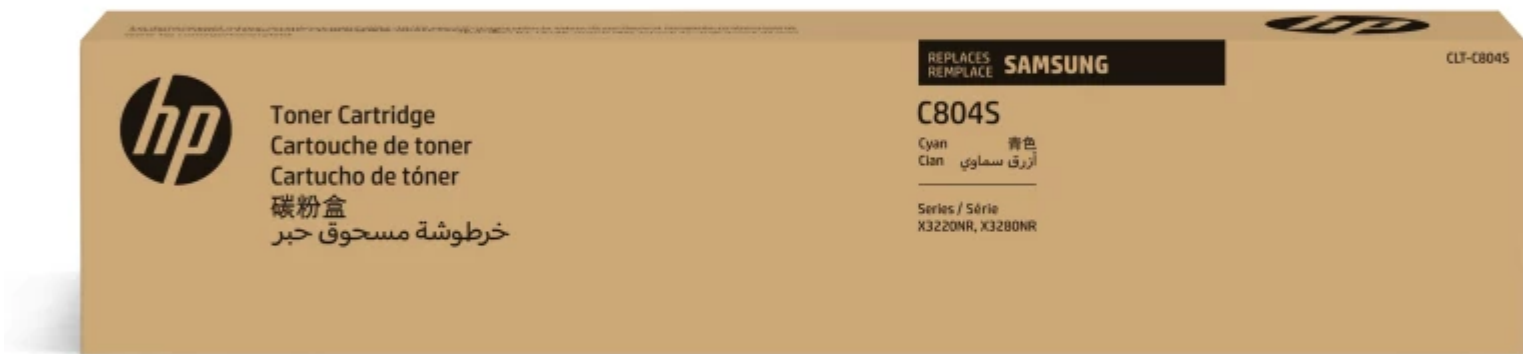 hp
Toner Cartridge
Cartouche de toner
Cartucho de tóner
碳粉盒
خرطوشة مسحوق حبر
hp
REPLACES
REMPLACE
SAMSUNG
CLT-C804S
C804S
Cyan 青色
Cian أزرق سماوي
Series / Série
X3220NR, X3280NR